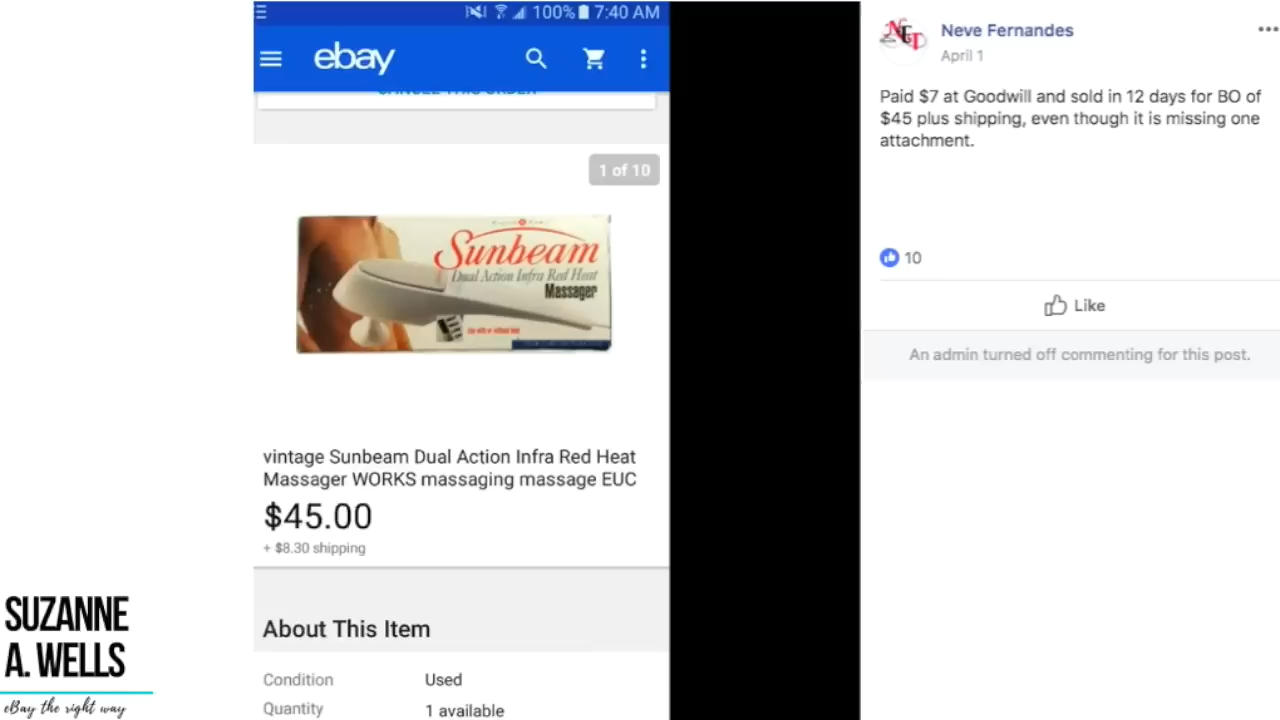 100% 7:40 AM
ebay
CANCEL THIS ORDER
1 of 10
Sunbeam
Dual Action Infra Red Heat
Massager
vintage Sunbeam Dual Action Infra Red Heat
Massager WORKS massaging massage EUC
$45.00
+ $8.30 shipping
About This Item
Condition Used
Quantity 1 available
Neve Fernandes
April 1
Paid $7 at Goodwill and sold in 12 days for BO of
$45 plus shipping, even though it is missing one
attachment.
10
Like
An admin turned off commenting for this post.
SUZANNE
A. WELLS
eBay the right way